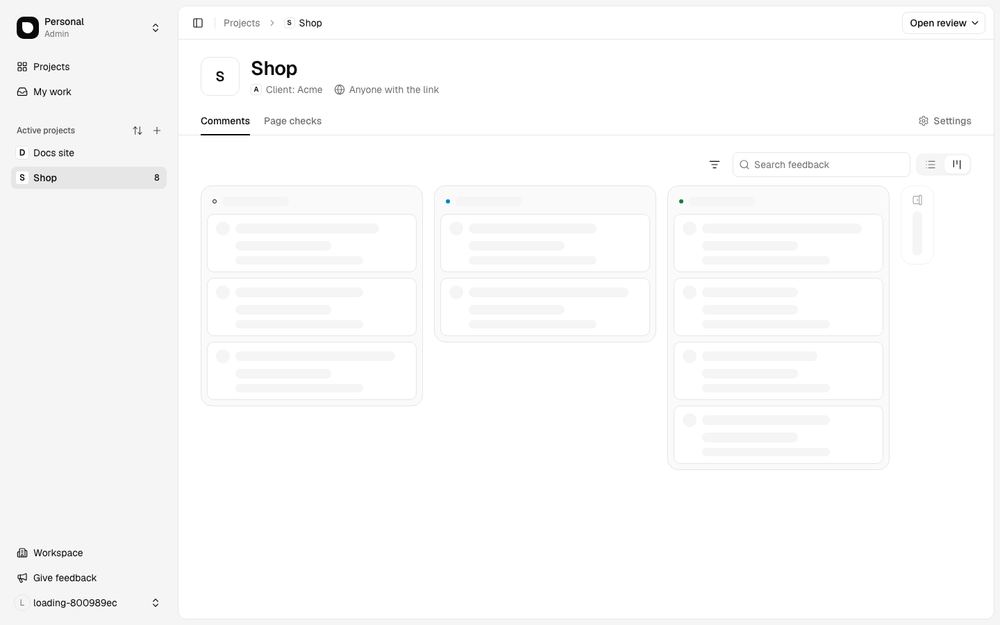 Personal
Admin
Projects
My work
Active projects
D Docs site
S Shop 8
Workspace
Give feedback
L loading-800989ec
Projects > S Shop
Open review
S
Shop
A Client: Acme
Anyone with the link
Comments
Page checks
Settings
Search feedback